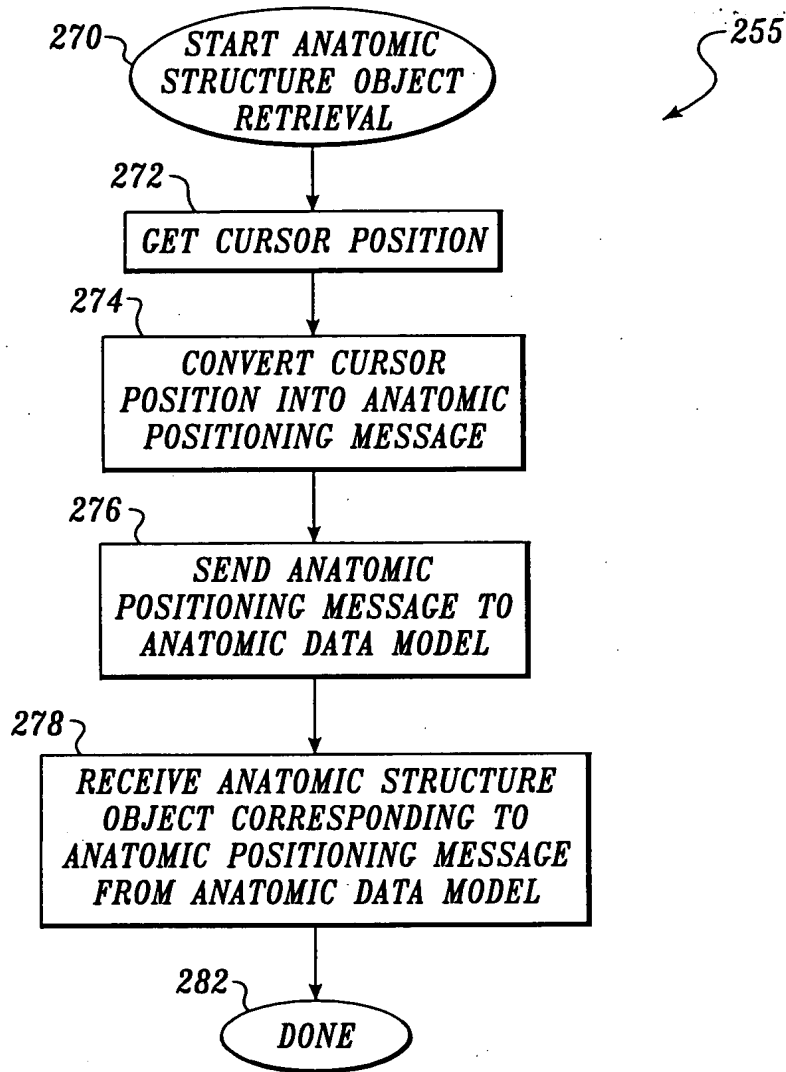 270
START ANATOMIC
STRUCTURE OBJECT
RETRIEVAL
255
272
GET CURSOR POSITION
274
CONVERT CURSOR
POSITION INTO ANATOMIC
POSITIONING MESSAGE
276
SEND ANATOMIC
POSITIONING MESSAGE TO
ANATOMIC DATA MODEL
278
RECEIVE ANATOMIC STRUCTURE
OBJECT CORRESPONDING TO
ANATOMIC POSITIONING MESSAGE
FROM ANATOMIC DATA MODEL
282
DONE